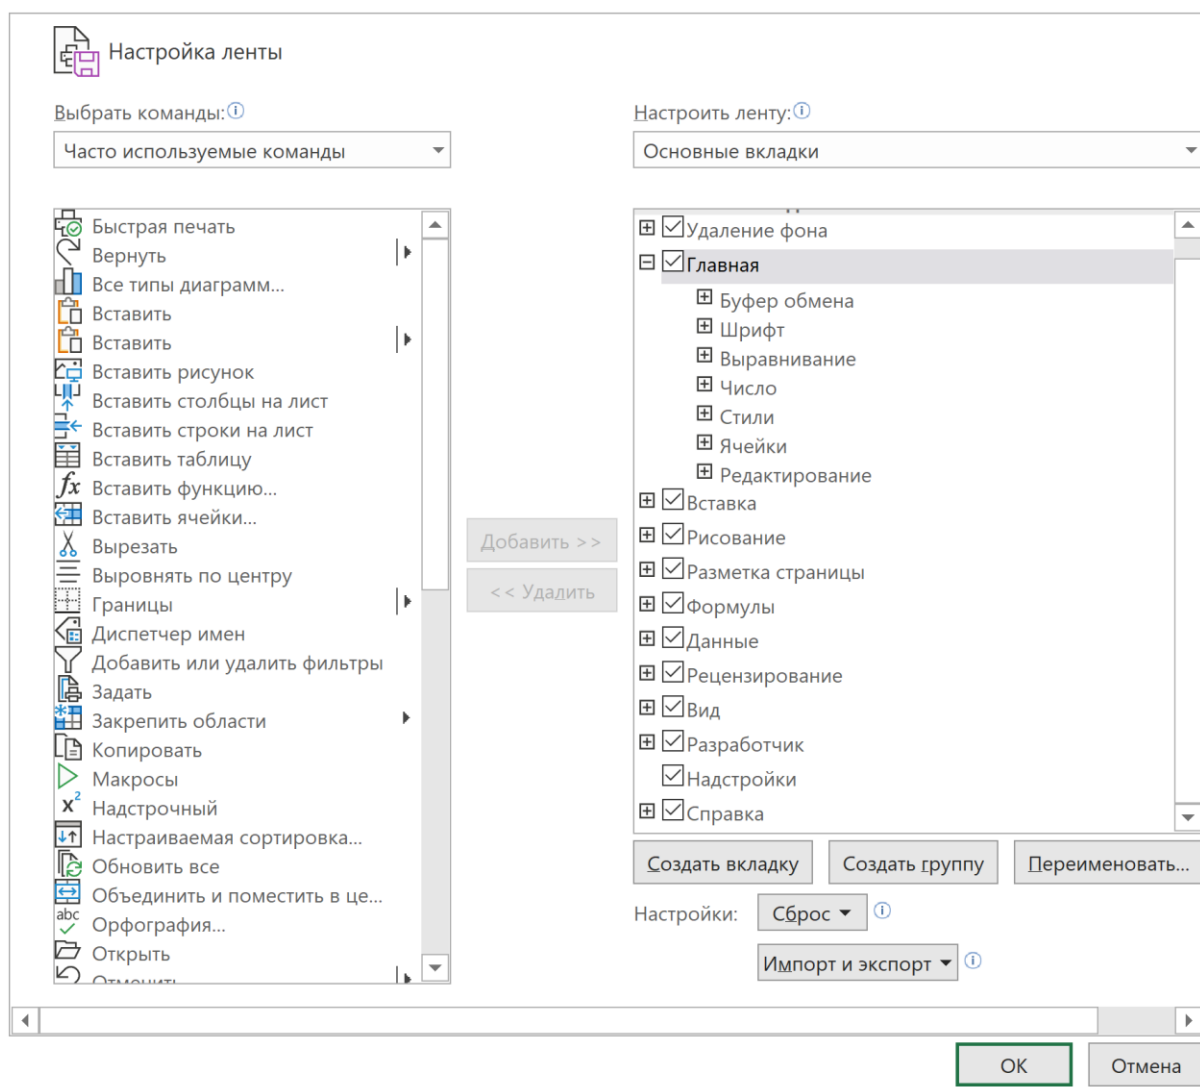 Настройка ленты
Выбрать команды:
Часто используемые команды
Быстрая печать
Вернуть
Все типы диаграмм...
Вставить
Вставить
Вставить рисунок
Вставить столбцы на лист
Вставить строки на лист
Вставить таблицу
fx Вставить функцию...
Вставить ячейки...
Вырезать
Выровнять по центру
Границы
Диспетчер имен
Добавить или удалить фильтры
Задать
Закрепить области
Копировать
Макросы
x² Надстрочный
Настраиваемая сортировка...
Обновить все
Объединить и поместить в це...
abc Орфография...
Открыть
Отменить
Добавить >>
<< Удалить
Настроить ленту:
Основные вкладки
Удаление фона
Главная
Буфер обмена
Шрифт
Выравнивание
Число
Стили
Ячейки
Редактирование
Вставка
Рисование
Разметка страницы
Формулы
Данные
Рецензирование
Вид
Разработчик
Надстройки
Справка
Создать вкладку
Создать группу
Переименовать...
Настройки:
Сброс
Импорт и экспорт
ОК
Отмена